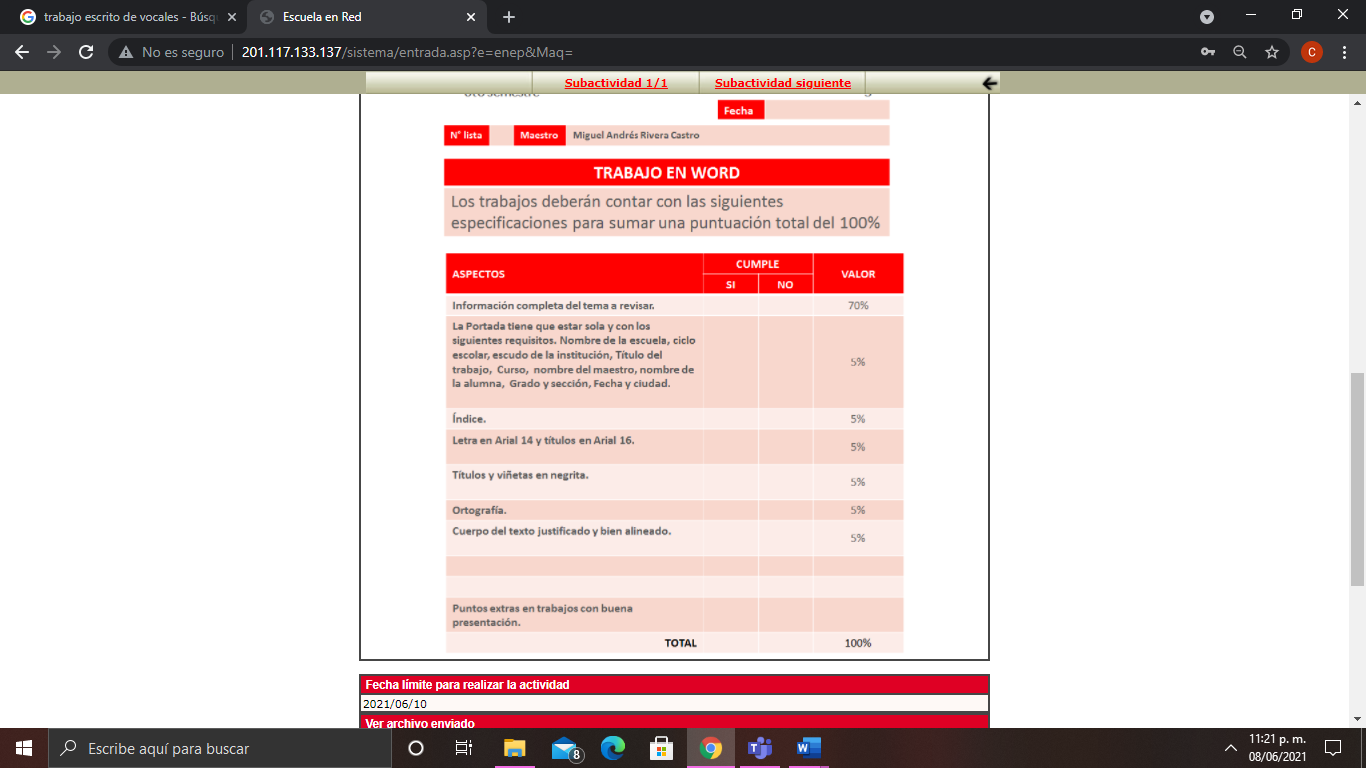 trabajo escrito de vocales - Búsq
Escuela en Red
No es seguro
201.117.133.137/sistema/entrada.asp?e=enep&Maq=
C
Subactividad 1/1
Subactividad siguiente
6to semestre
Fecha
N° lista
Maestro
Miguel Andrés Rivera Castro
TRABAJO EN WORD
Los trabajos deberán contar con las siguientes
especificaciones para sumar una puntuación total del 100%
ASPECTOS
CUMPLE
VALOR
SI
NO
Información completa del tema a revisar.
70%
La Portada tiene que estar sola y con los
siguientes requisitos. Nombre de la escuela, ciclo
escolar, escudo de la institución, Título del
trabajo, Curso, nombre del maestro, nombre de
la alumna, Grado y sección, Fecha y ciudad.
5%
Índice.
5%
Letra en Arial 14 y títulos en Arial 16.
5%
Títulos y viñetas en negrita.
5%
Ortografía.
5%
Cuerpo del texto justificado y bien alineado.
5%
Puntos extras en trabajos con buena
presentación.
TOTAL
100%
Fecha límite para realizar la actividad
2021/06/10
Ver archivo enviado
Escribe aquí para buscar
8
11:21 p. m.
08/06/2021